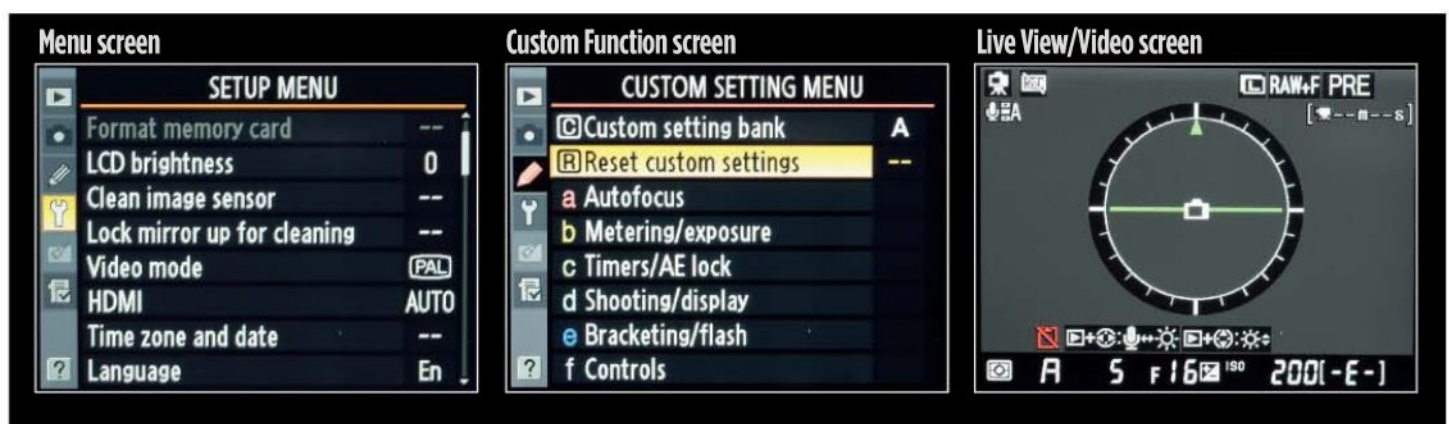 Menu screen
SETUP MENU
Format memory card --
LCD brightness 0
Clean image sensor --
Lock mirror up for cleaning --
Video mode PAL
HDMI AUTO
Time zone and date --
Language En
?
Custom Function screen
CUSTOM SETTING MENU
C Custom setting bank A
R Reset custom settings --
a Autofocus
b Metering/exposure
c Timers/AE lock
d Shooting/display
e Bracketing/flash
f Controls
?
Live View/Video screen
L RAW+F PRE
A [--m--s]
A 5 F16 ISO 200[-E-]